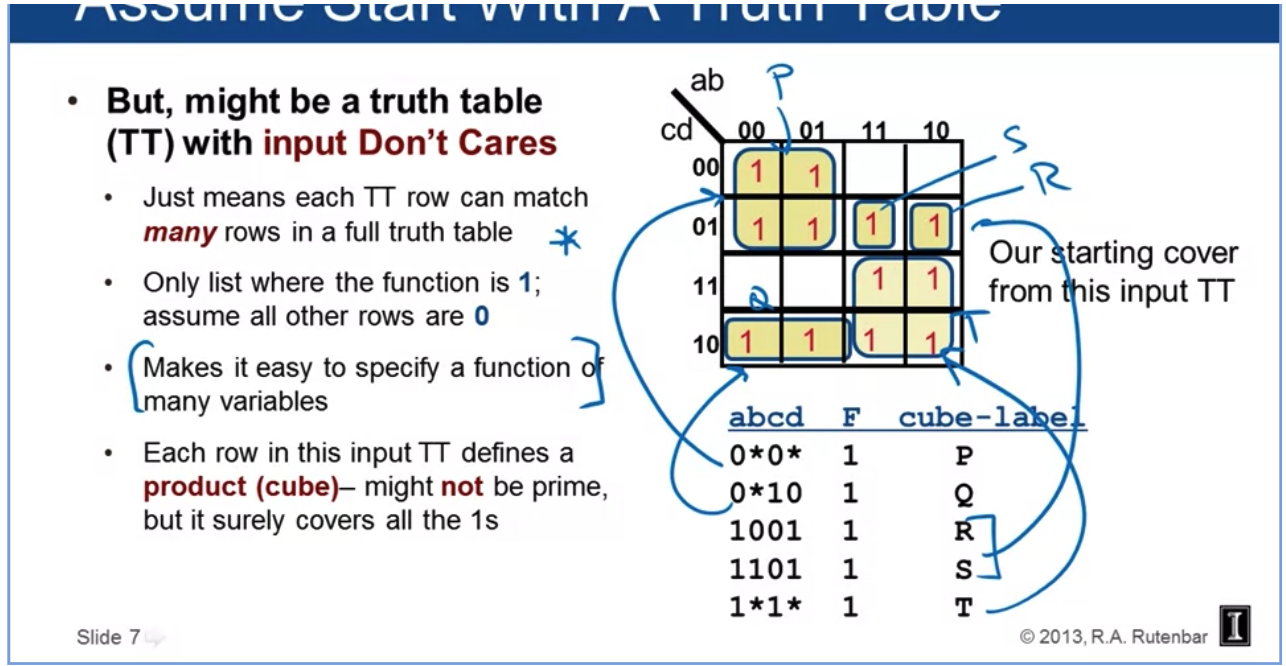 Assume Start With A Truth Table
• But, might be a truth table
(TT) with input Don’t Cares
• Just means each TT row can match
many rows in a full truth table *
• Only list where the function is 1;
assume all other rows are 0
• Makes it easy to specify a function of
many variables
• Each row in this input TT defines a
product (cube)– might not be prime,
but it surely covers all the 1s
ab P
cd 00 01 11 10
S
R
00 1 1
01 1 1 1 1
11 1 1
Q
10 1 1 1 1
T
Our starting cover
from this input TT
abcd F cube-label
0*0* 1 P
0*10 1 Q
1001 1 R
1101 1 S
1*1* 1 T
Slide 7
© 2013, R.A. Rutenbar I